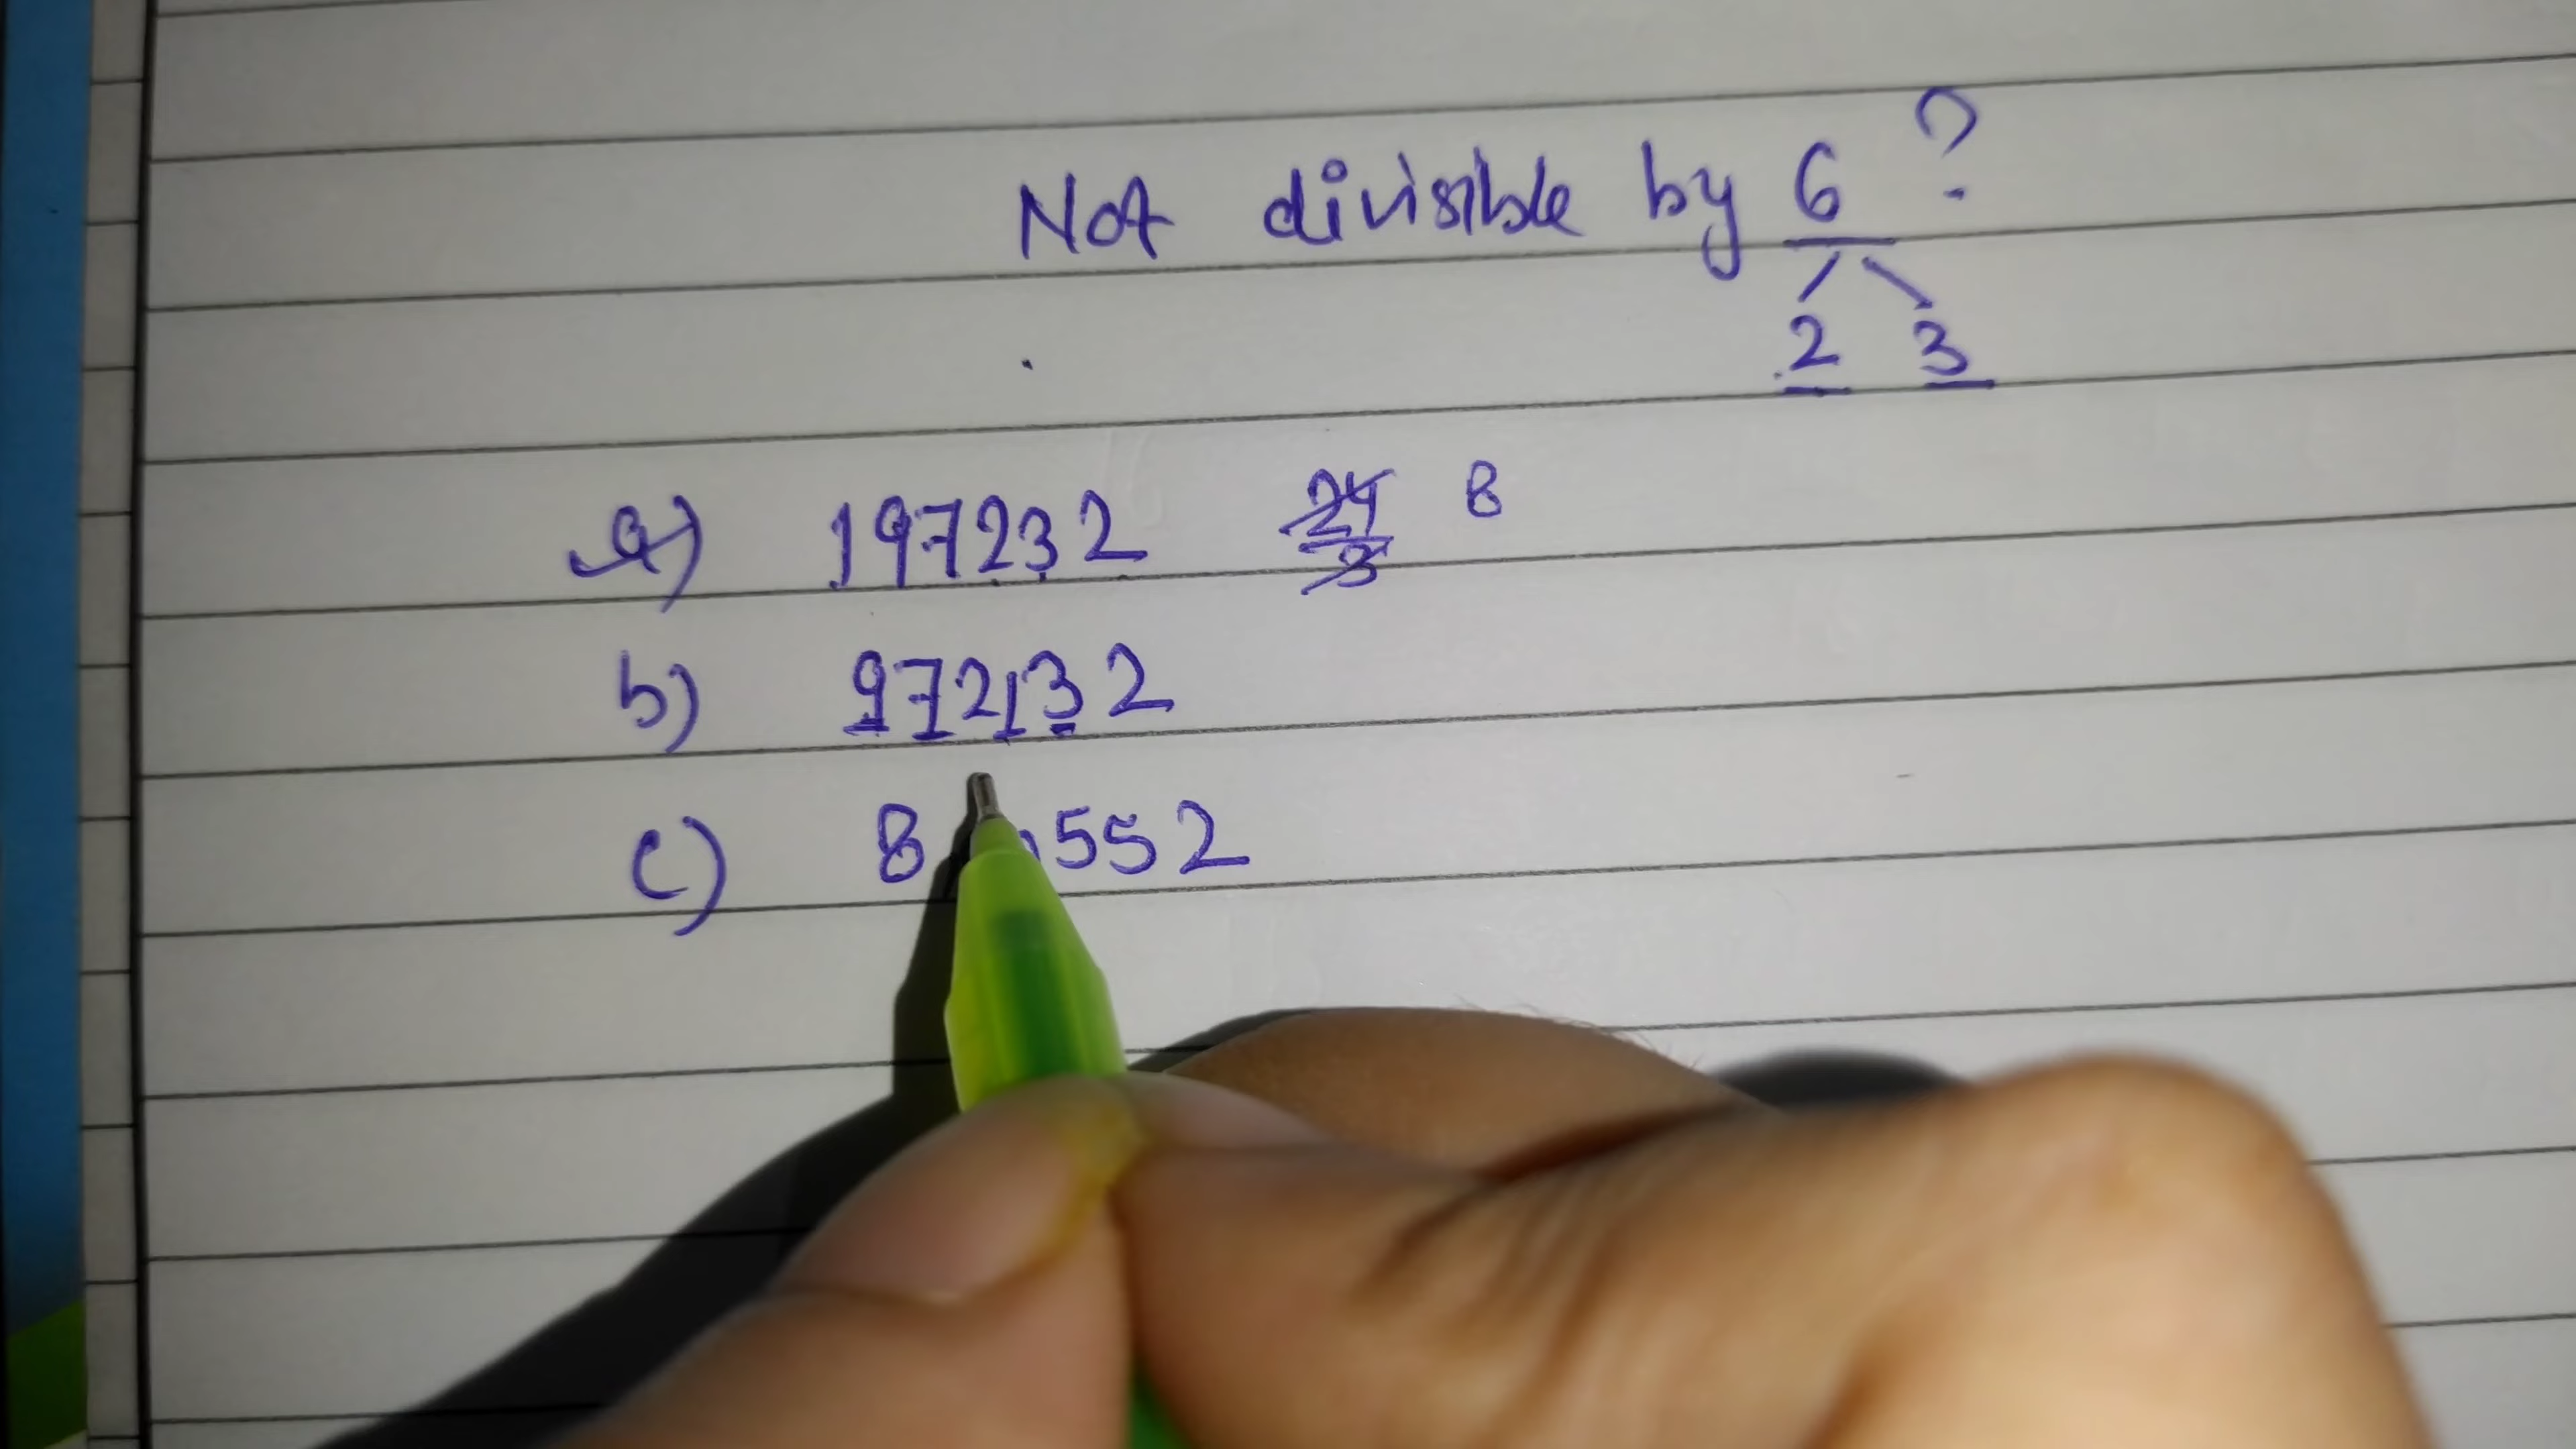 Not divisible by 6 ?
2 3
a) 197232 24/3 8
b) 972132
c) 8 552